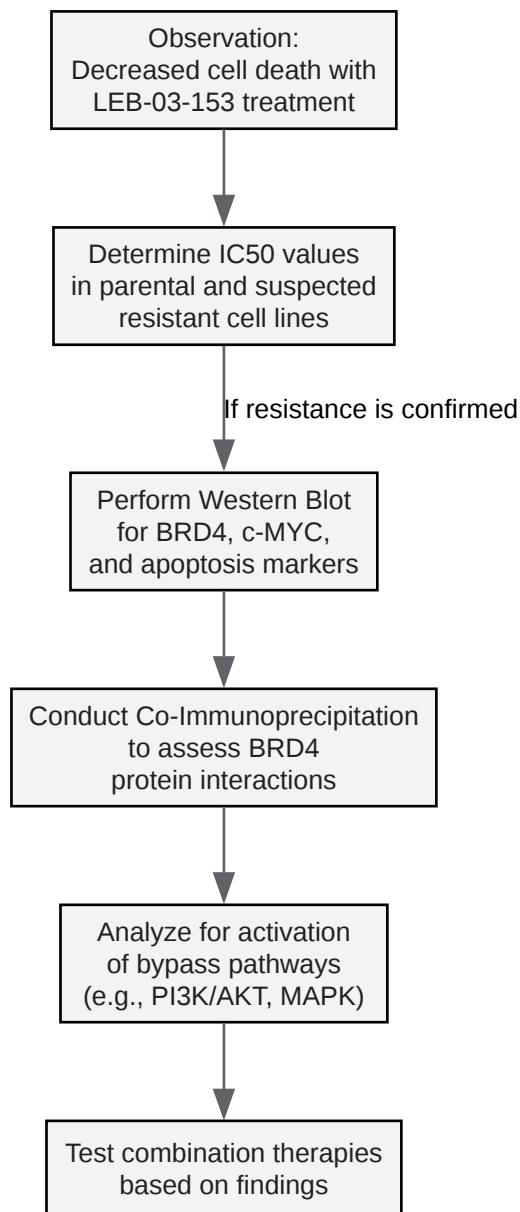 Observation:
Decreased cell death with
LEB-03-153 treatment
Determine IC50 values
in parental and suspected
resistant cell lines
If resistance is confirmed
Perform Western Blot
for BRD4, c-MYC,
and apoptosis markers
Conduct Co-Immunoprecipitation
to assess BRD4
protein interactions
Analyze for activation
of bypass pathways
(e.g., PI3K/AKT, MAPK)
Test combination therapies
based on findings